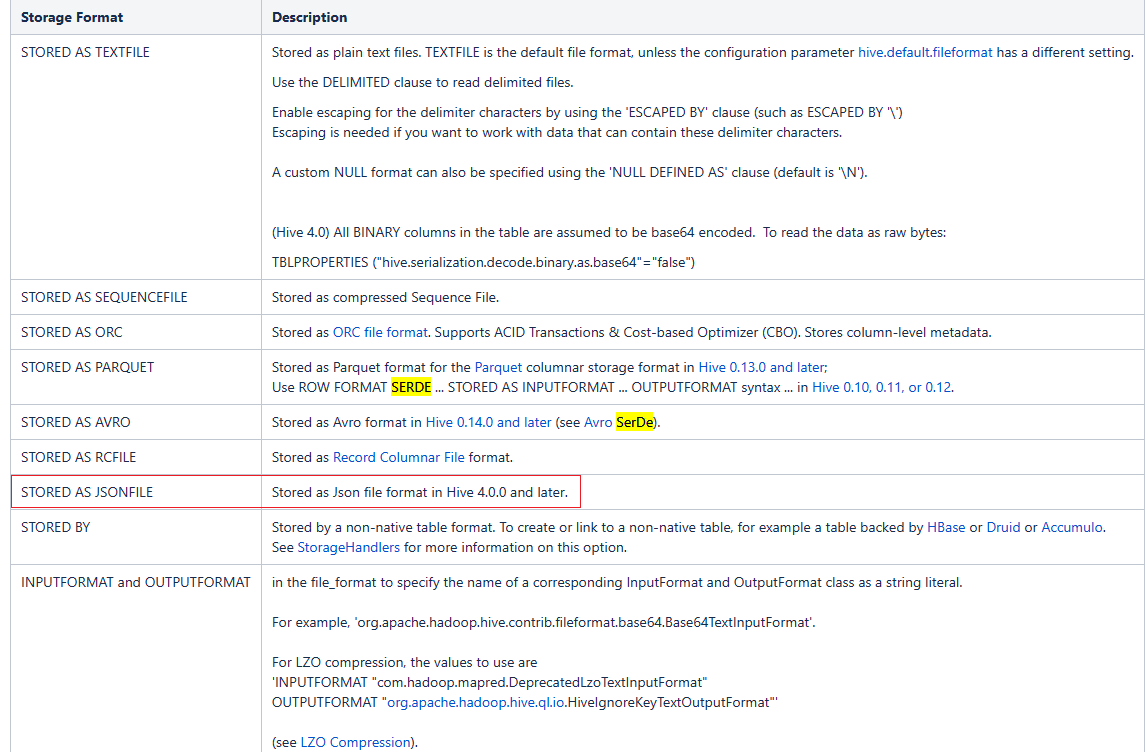 Storage Format Description
STORED AS TEXTFILE Stored as plain text files. TEXTFILE is the default file format, unless the configuration parameter hive.default.fileformat has a different setting.
Use the DELIMITED clause to read delimited files.
Enable escaping for the delimiter characters by using the 'ESCAPED BY' clause (such as ESCAPED BY '\')
Escaping is needed if you want to work with data that can contain these delimiter characters.
A custom NULL format can also be specified using the 'NULL DEFINED AS' clause (default is '\N').
(Hive 4.0) All BINARY columns in the table are assumed to be base64 encoded. To read the data as raw bytes:
TBLPROPERTIES ("hive.serialization.decode.binary.as.base64"="false")
STORED AS SEQUENCEFILE Stored as compressed Sequence File.
STORED AS ORC Stored as ORC file format. Supports ACID Transactions & Cost-based Optimizer (CBO). Stores column-level metadata.
STORED AS PARQUET Stored as Parquet format for the Parquet columnar storage format in Hive 0.13.0 and later;
Use ROW FORMAT SERDE ... STORED AS INPUTFORMAT ... OUTPUTFORMAT syntax ... in Hive 0.10, 0.11, or 0.12.
STORED AS AVRO Stored as Avro format in Hive 0.14.0 and later (see Avro SerDe).
STORED AS RCFILE Stored as Record Columnar File format.
STORED AS JSONFILE Stored as Json file format in Hive 4.0.0 and later.
STORED BY Stored by a non-native table format. To create or link to a non-native table, for example a table backed by HBase or Druid or Accumulo.
See StorageHandlers for more information on this option.
INPUTFORMAT and OUTPUTFORMAT in the file_format to specify the name of a corresponding InputFormat and OutputFormat class as a string literal.
For example, 'org.apache.hadoop.hive.contrib.fileformat.base64.Base64TextInputFormat'.
For LZO compression, the values to use are
'INPUTFORMAT "com.hadoop.mapred.DeprecatedLzoTextInputFormat"
OUTPUTFORMAT "org.apache.hadoop.hive.ql.io.HiveIgnoreKeyTextOutputFormat"'
(see LZO Compression).